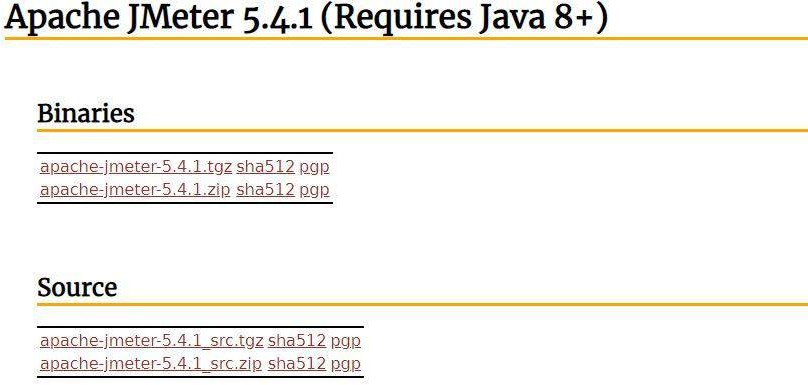 Apache JMeter 5.4.1 (Requires Java 8+)
Binaries
apache-jmeter-5.4.1.tgz sha512 pgp
apache-jmeter-5.4.1.zip sha512 pgp
Source
apache-jmeter-5.4.1_src.tgz sha512 pgp
apache-jmeter-5.4.1_src.zip sha512 pgp